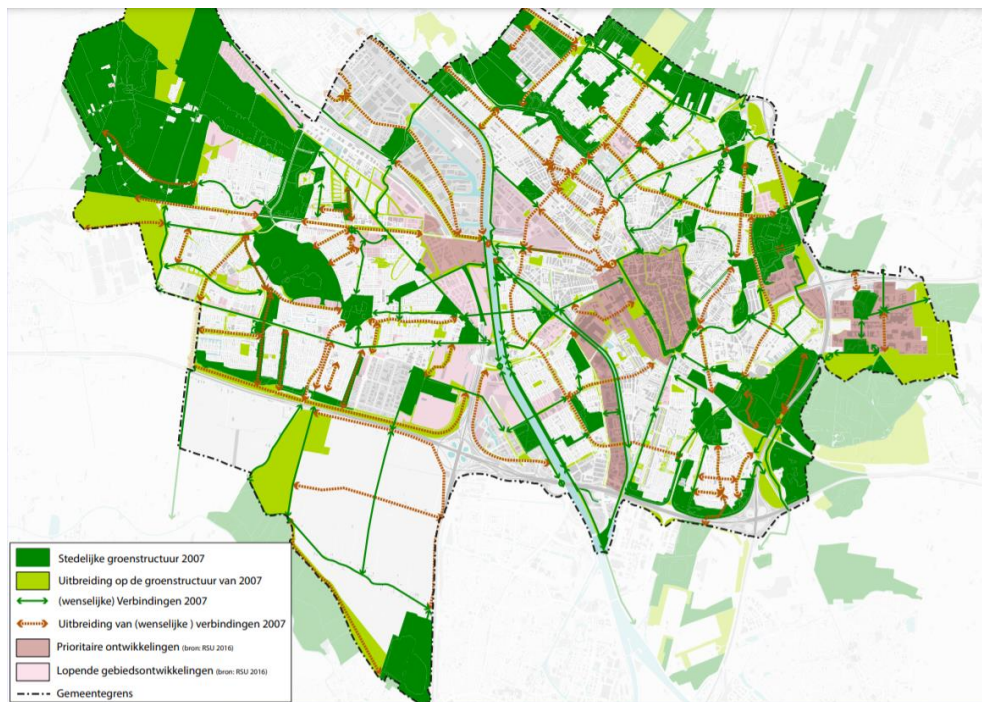 Stedelijke groenstructuur 2007
Uitbreiding op de groenstructuur van 2007
(wenselijke) Verbindingen 2007
Uitbreiding van (wenselijke ) verbindingen 2007
Prioritaire ontwikkelingen (bron: RSU 2016)
Lopende gebiedsontwikkelingen (bron: RSU 2016)
Gemeentegrens